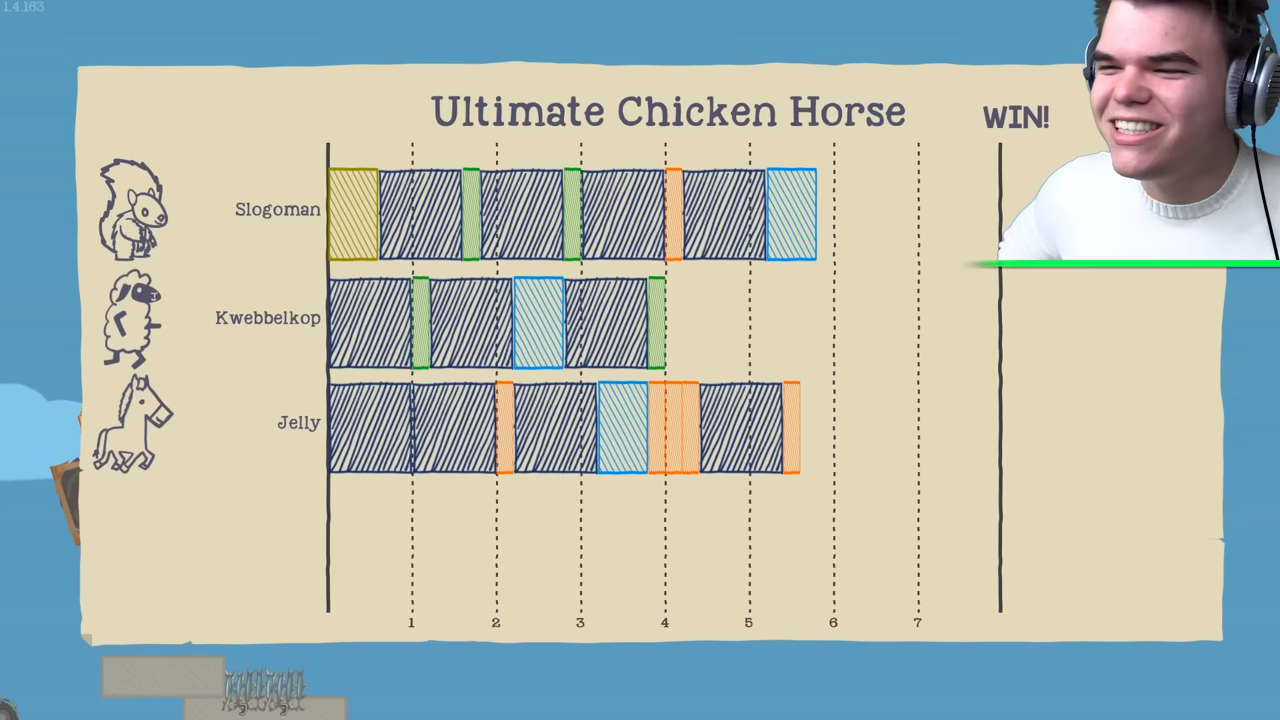 1.4.163
Ultimate Chicken Horse
WIN!
Slogoman
Kwebbelkop
Jelly
1 2 3 4 5 6 7